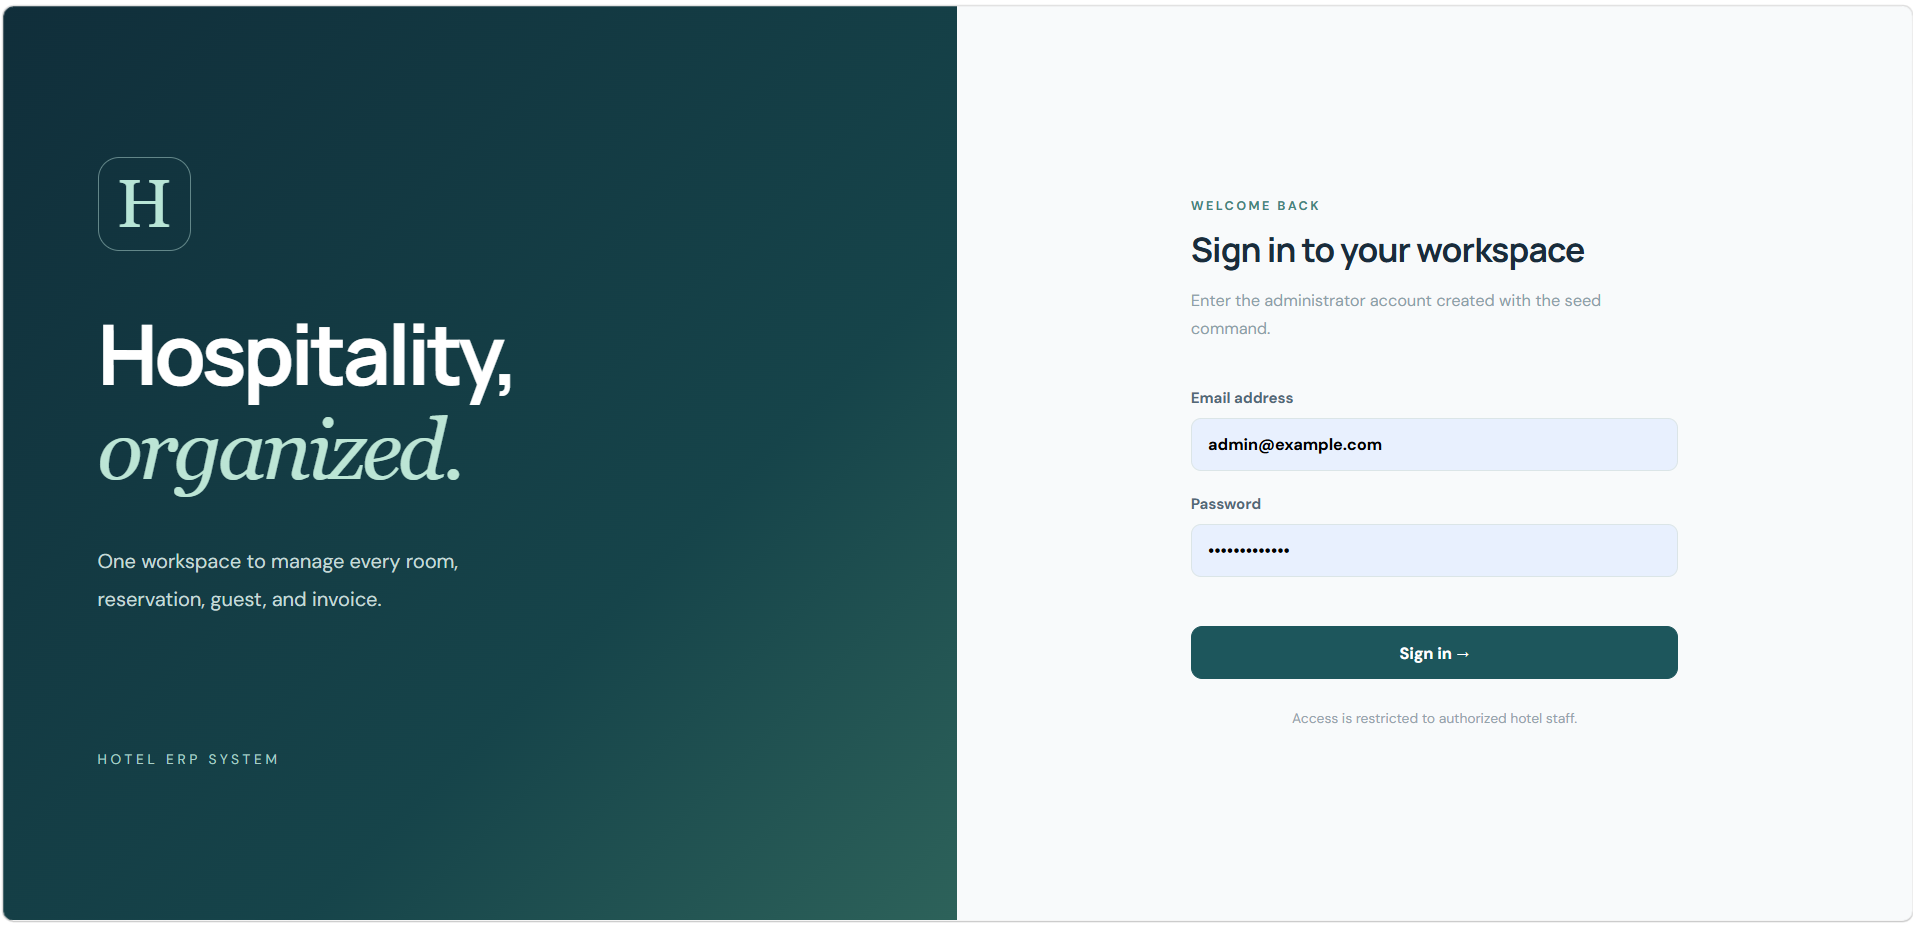 H
Hospitality,
organized.
One workspace to manage every room,
reservation, guest, and invoice.
HOTEL ERP SYSTEM
WELCOME BACK
Sign in to your workspace
Enter the administrator account created with the seed
command.
Email address
admin@example.com
Password
•••••••••••••
Sign in →
Access is restricted to authorized hotel staff.